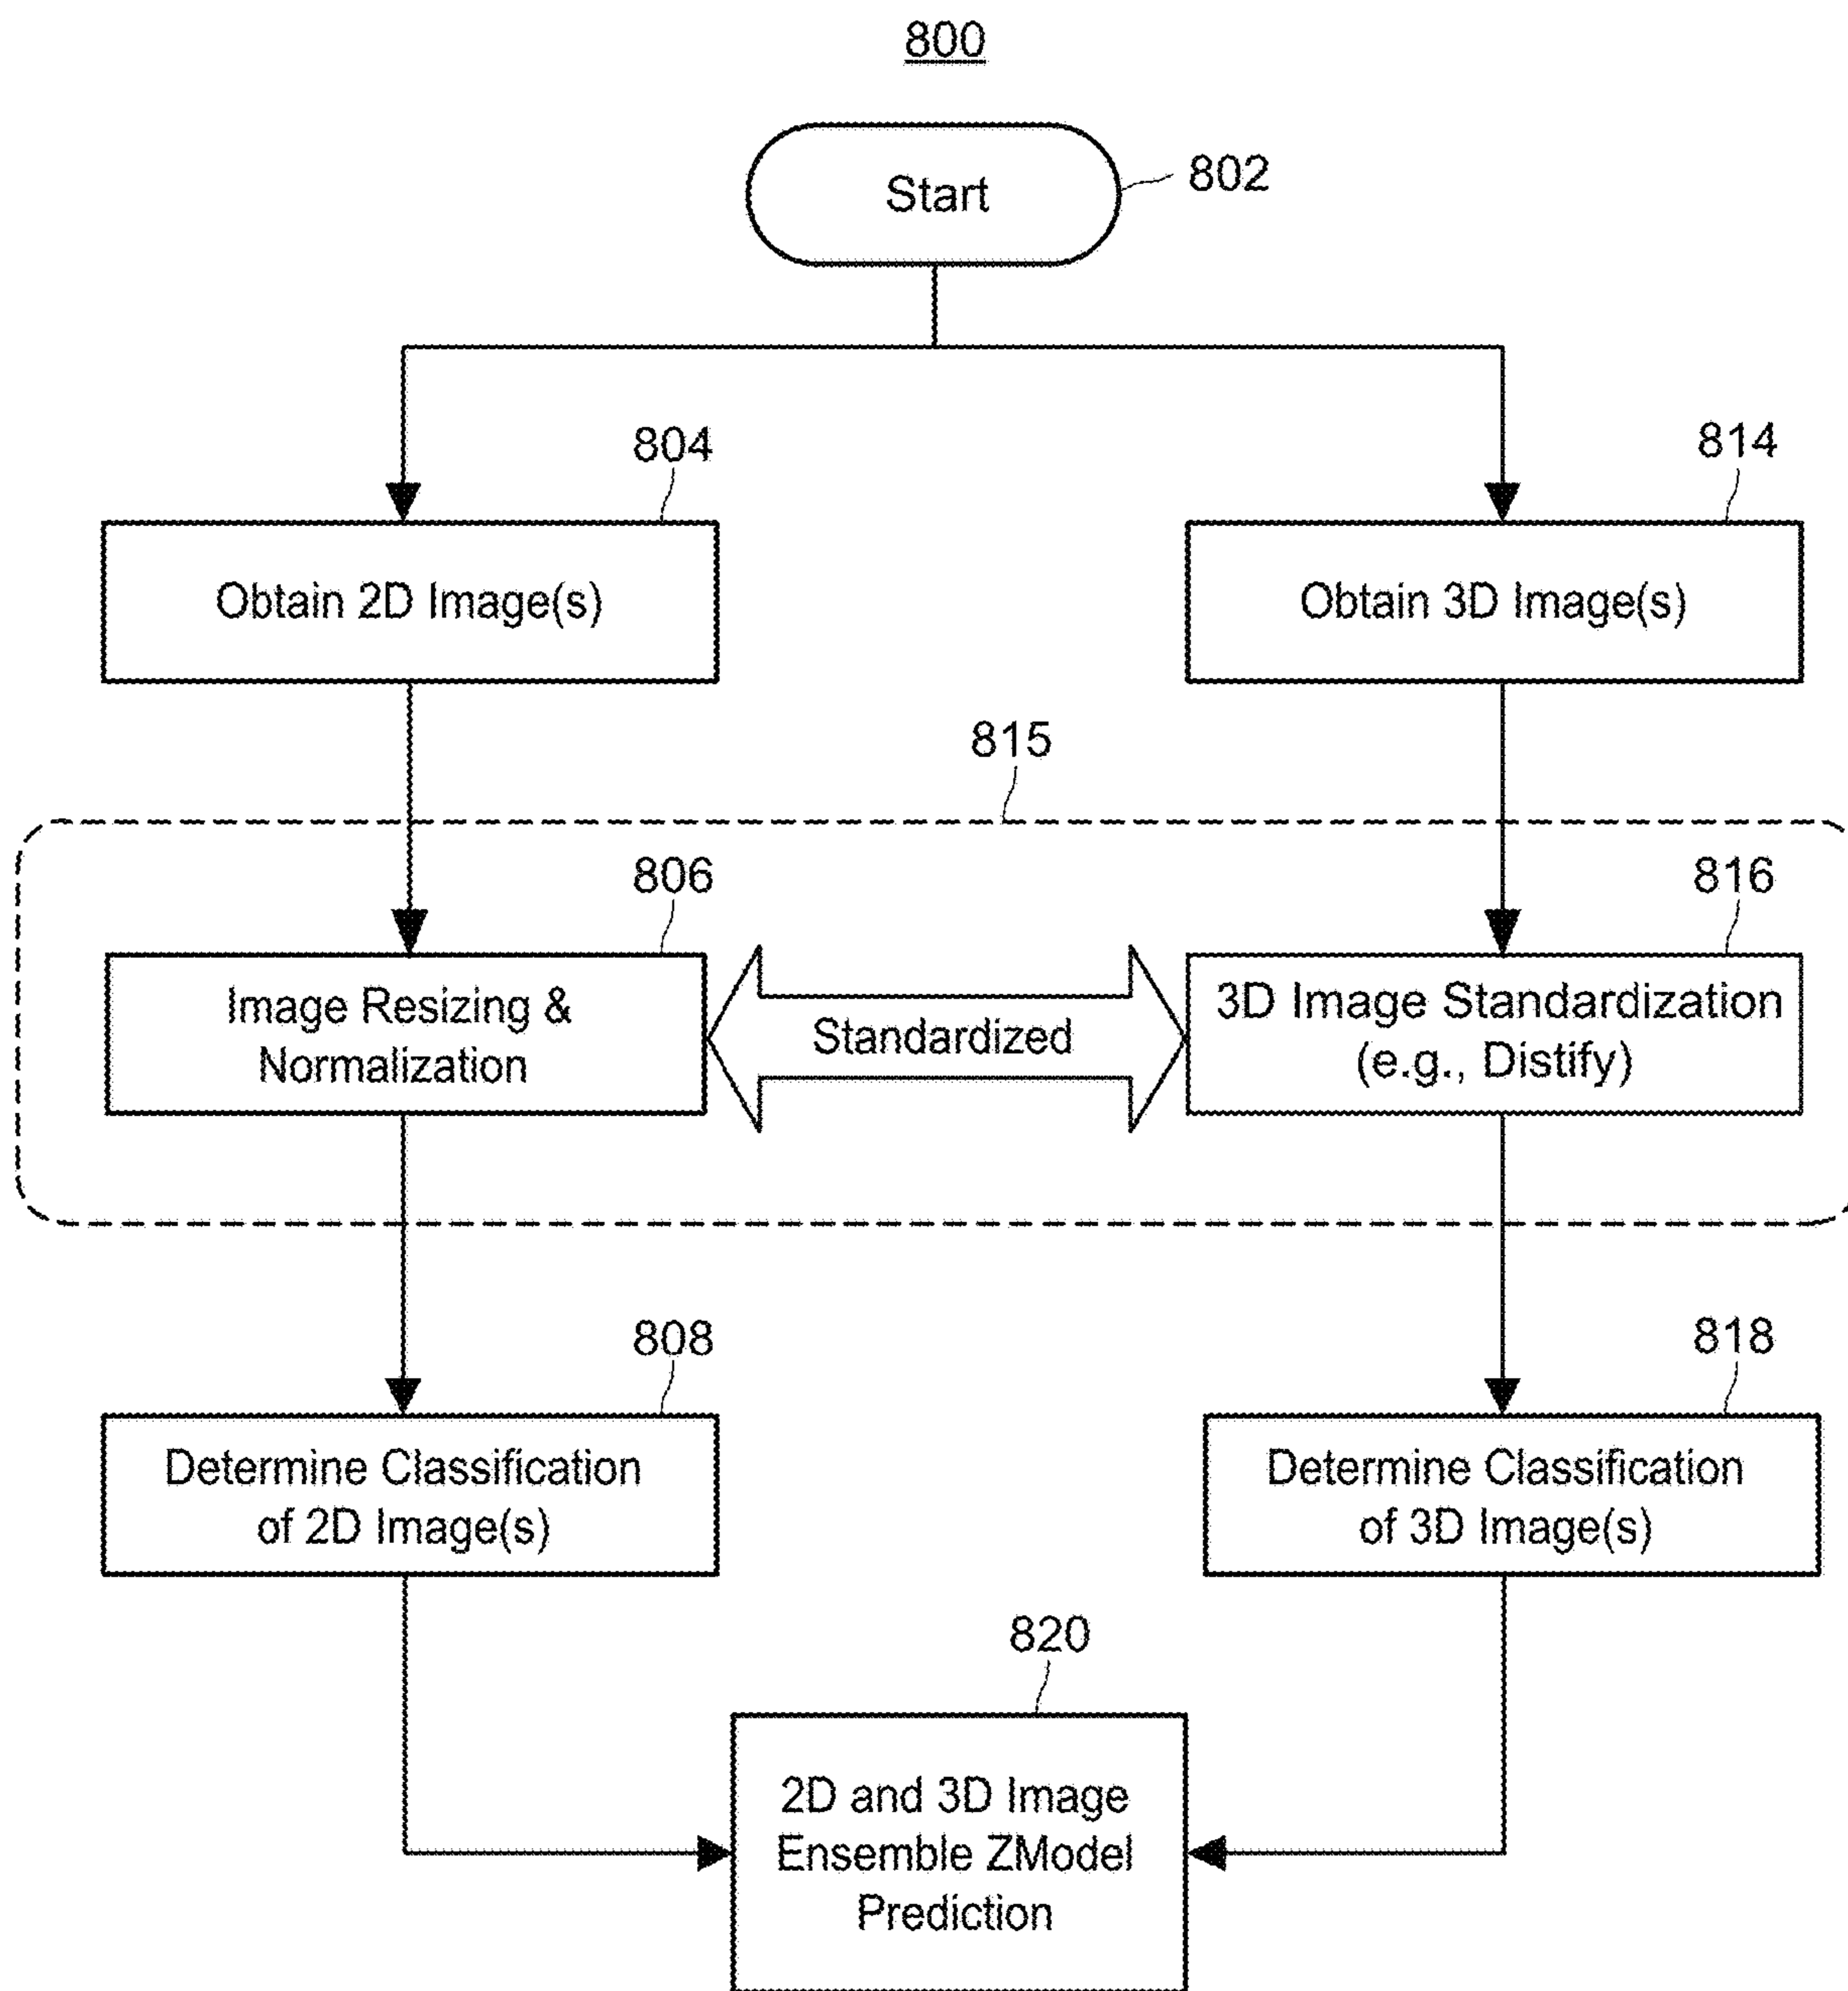 800
Start
802
804
814
Obtain 2D Image(s)
Obtain 3D Image(s)
815
806
816
Image Resizing &
Normalization
Standardized
3D Image Standardization
(e.g., Distify)
808
818
Determine Classification
of 2D Image(s)
Determine Classification
of 3D Image(s)
820
2D and 3D Image
Ensemble ZModel
Prediction